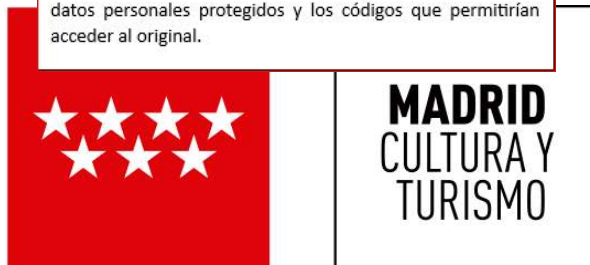 datos personales protegidos y los códigos que permitirían
acceder al original.
MADRID
CULTURA Y
TURISMO